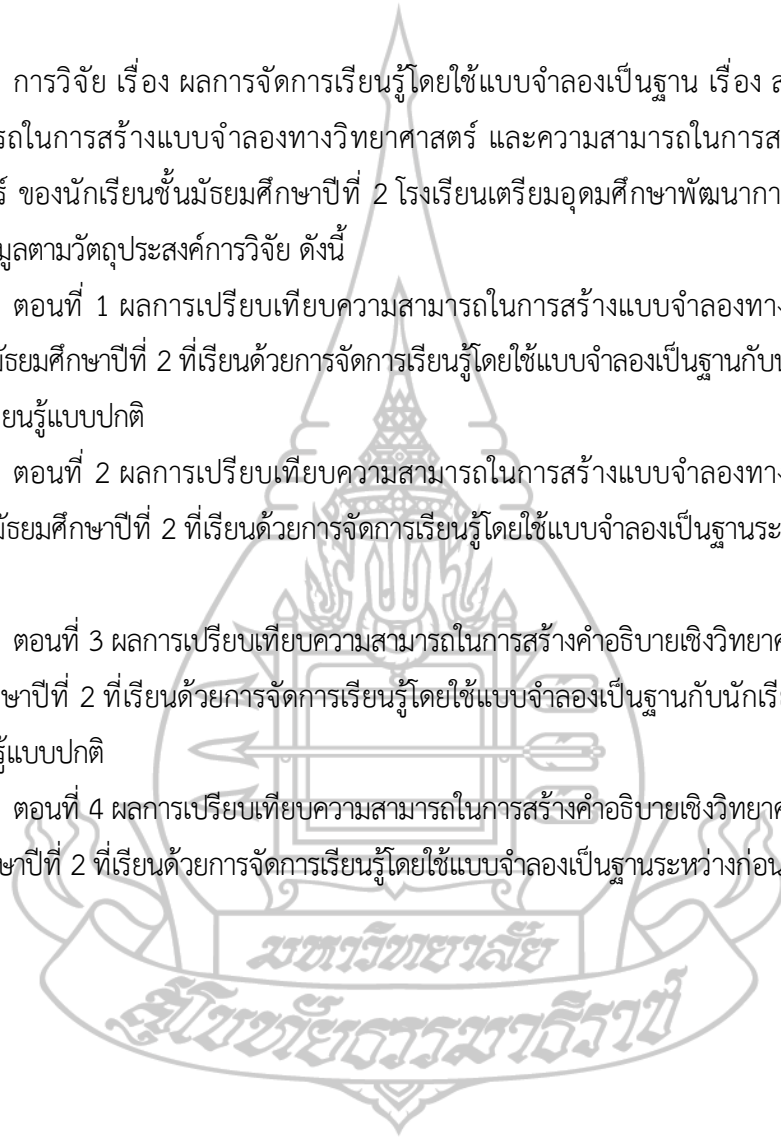 การวิจัย เรื่อง ผลการจัดการเรียนรู้โดยใช้แบบจำลองเป็นฐาน เรื่อง
รถในการสร้างแบบจำลองทางวิทยาศาสตร์ และความสามารถในการส
ร์ ของนักเรียนชั้นมัธยมศึกษาปีที่ 2 โรงเรียนเตรียมอุดมศึกษาพัฒนากา
มูลตามวัตถุประสงค์การวิจัย ดังนี้
ตอนที่ 1 ผลการเปรียบเทียบความสามารถในการสร้างแบบจำลองทาง
มัธยมศึกษาปีที่ 2 ที่เรียนด้วยการจัดการเรียนรู้โดยใช้แบบจำลองเป็นฐานกับ
ยนรู้แบบปกติ
ตอนที่ 2 ผลการเปรียบเทียบความสามารถในการสร้างแบบจำลองทาง
มัธยมศึกษาปีที่ 2 ที่เรียนด้วยการจัดการเรียนรู้โดยใช้แบบจำลองเป็นฐานระ
ตอนที่ 3 ผลการเปรียบเทียบความสามารถในการสร้างคำอธิบายเชิงวิทยาศ
ษาปีที่ 2 ที่เรียนด้วยการจัดการเรียนรู้โดยใช้แบบจำลองเป็นฐานกับนักเรีย
รู้แบบปกติ
ตอนที่ 4 ผลการเปรียบเทียบความสามารถในการสร้างคำอธิบายเชิงวิทยาศ
ษาปีที่ 2 ที่เรียนด้วยการจัดการเรียนรู้โดยใช้แบบจำลองเป็นฐานระหว่างก่อน
มหาวิทยาลัย
สุโขทัยธรรมาธิราช